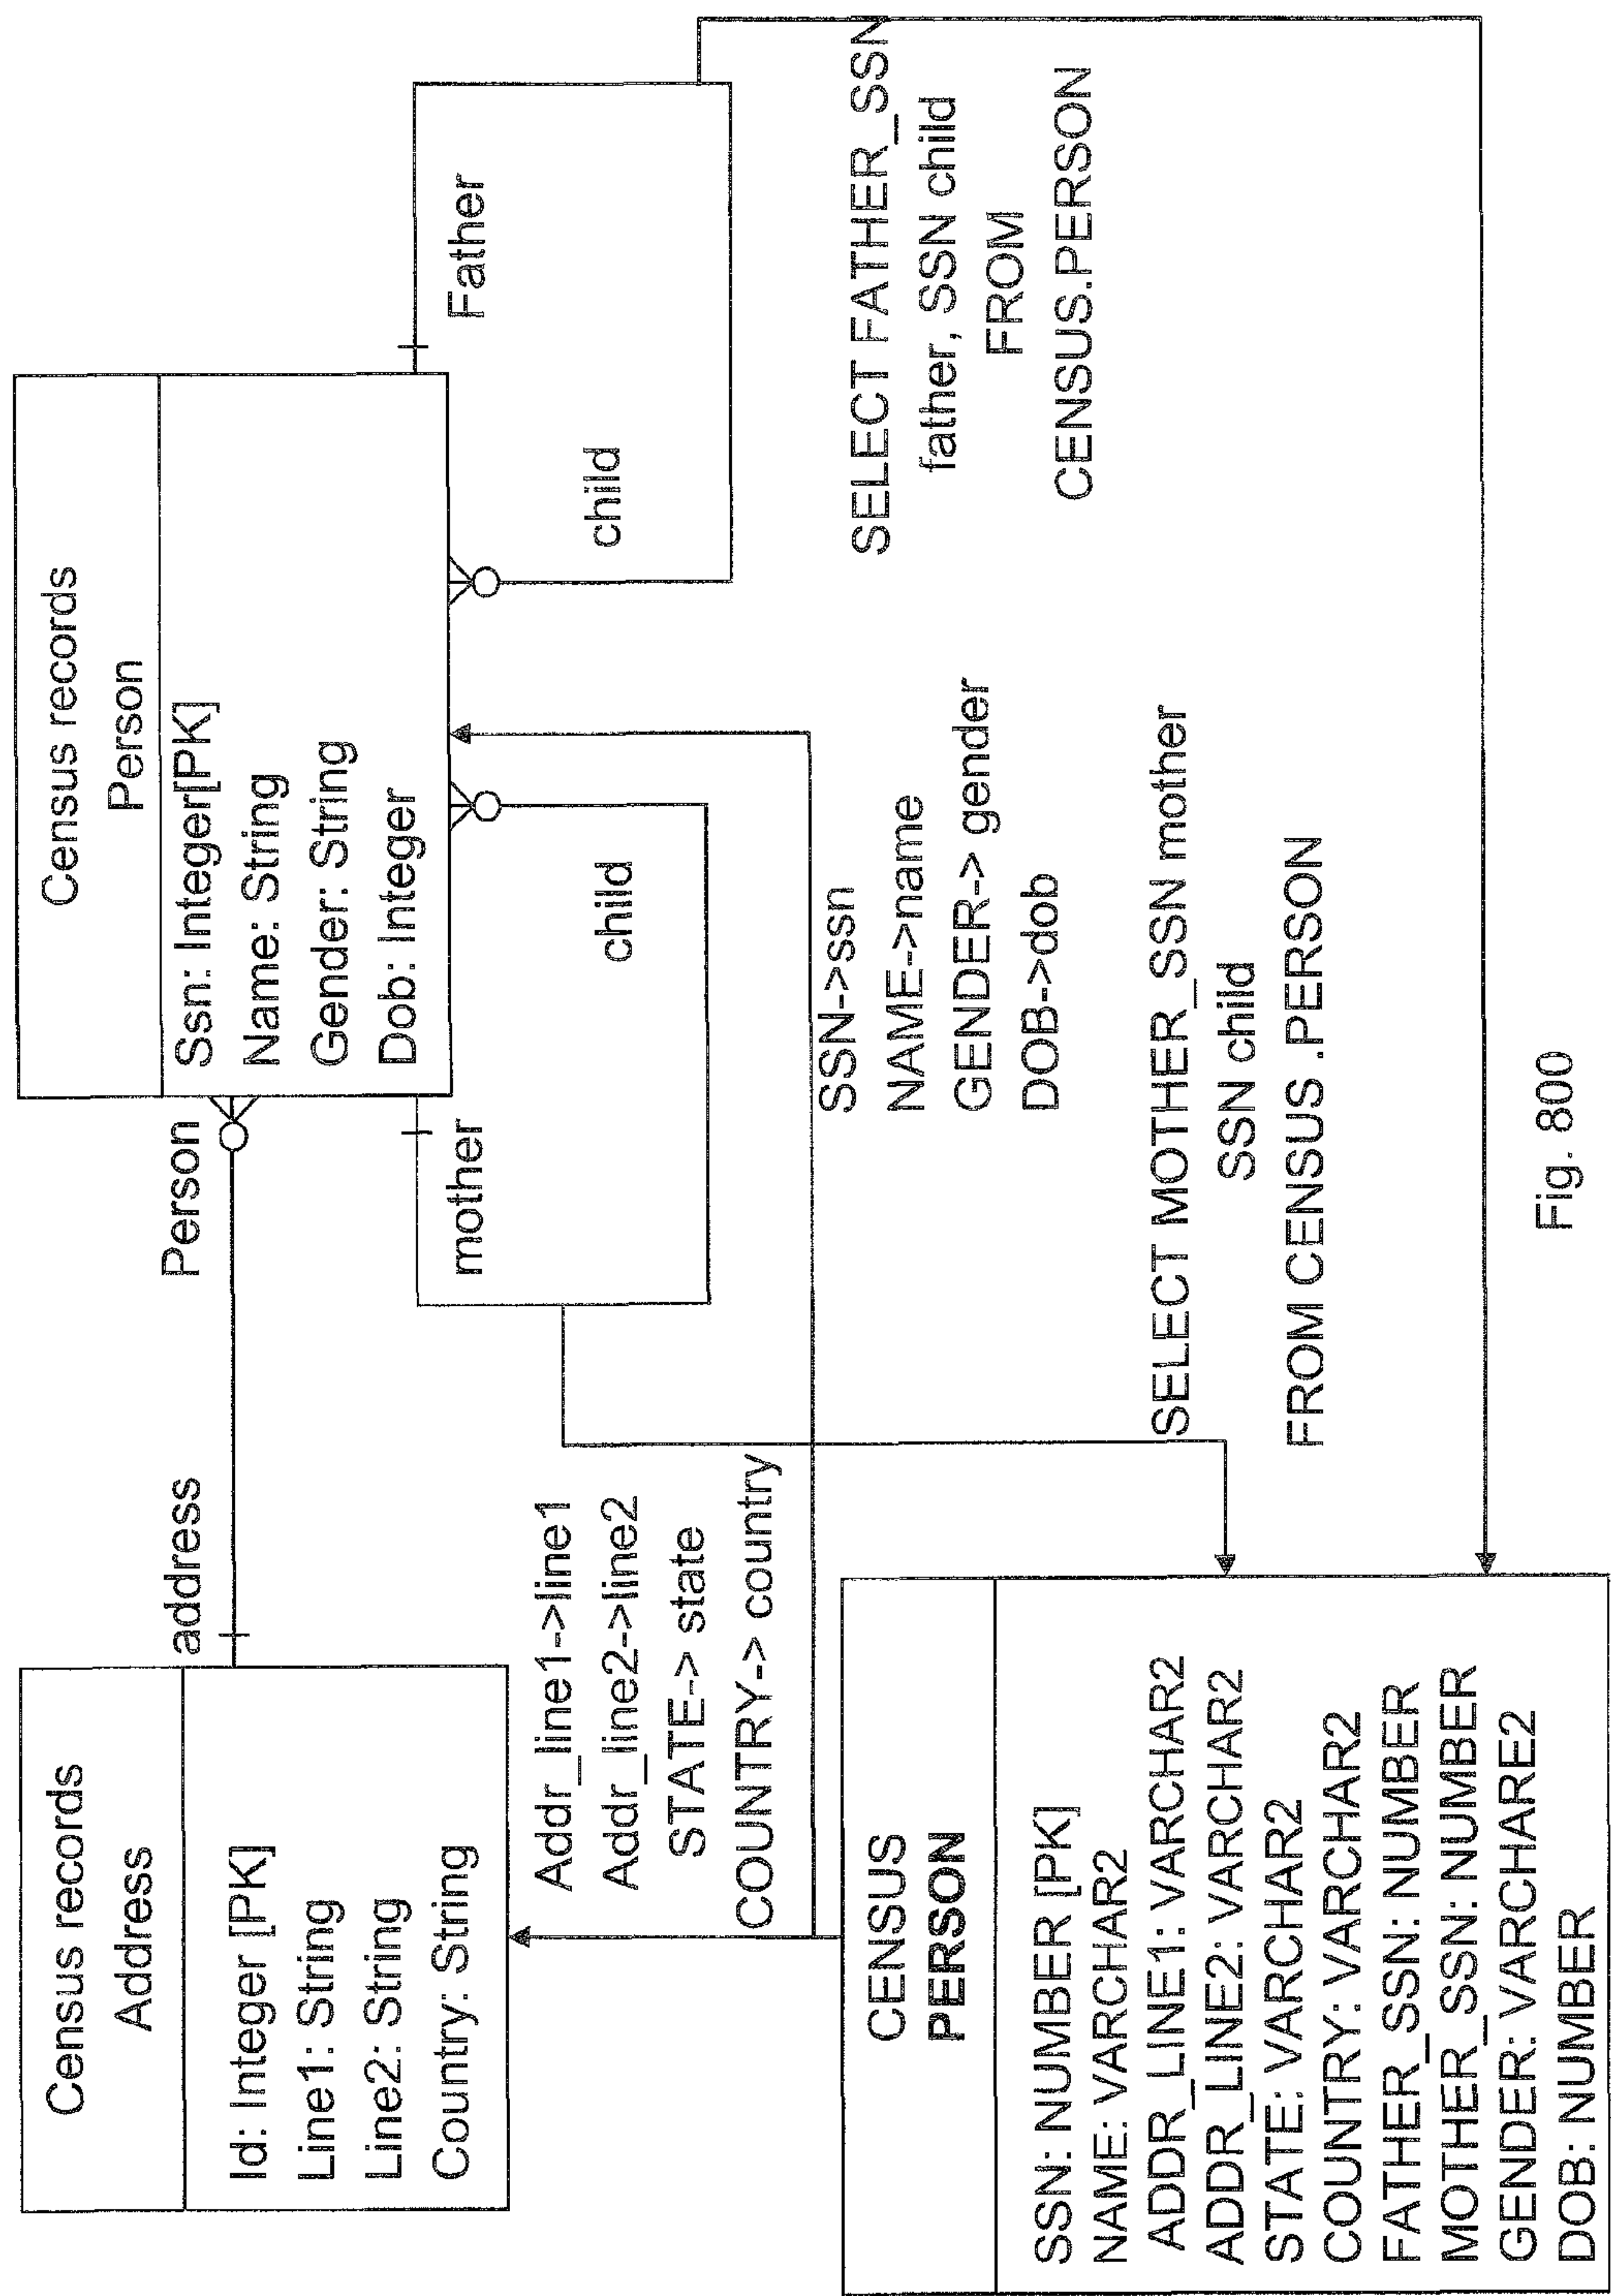 Census records
Address
Id: Integer [PK]
Line1: String
Line2: String
Country: String
address
Person
Census records
Person
Ssn: Integer[PK]
Name: String
Gender: String
Dob: Integer
mother
child
child
Father
Addr_line1->line1
Addr_line2->line2
STATE-> state
COUNTRY-> country
SSN->ssn
NAME->name
GENDER-> gender
DOB->dob
SELECT FATHER_SSN
father, SSN child
FROM
CENSUS.PERSON
SELECT MOTHER_SSN mother
SSN child
FROM CENSUS .PERSON
CENSUS
PERSON
SSN: NUMBER [PK]
NAME: VARCHAR2
ADDR_LINE1: VARCHAR2
ADDR_LINE2: VARCHAR2
STATE: VARCHAR2
COUNTRY: VARCHAR2
FATHER_SSN: NUMBER
MOTHER_SSN: NUMBER
GENDER: VARCHARE2
DOB: NUMBER
Fig. 800